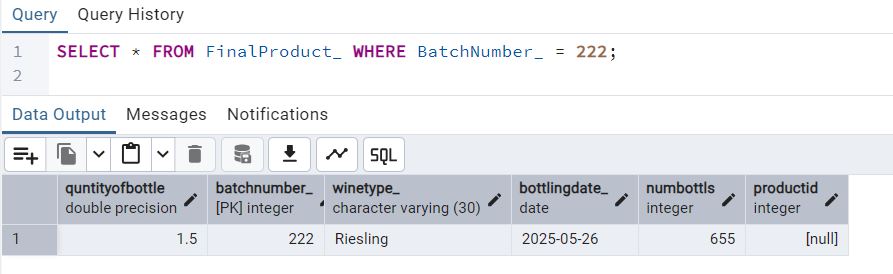 Query Query History
1 SELECT * FROM FinalProduct_ WHERE BatchNumber_ = 222;
2
Data Output Messages Notifications
SQL
quntityofbottle batchnumber_ winetype_ bottlingdate_ numbottls productid
double precision [PK] integer character varying (30) date integer integer
1 1.5 222 Riesling 2025-05-26 655 [null]